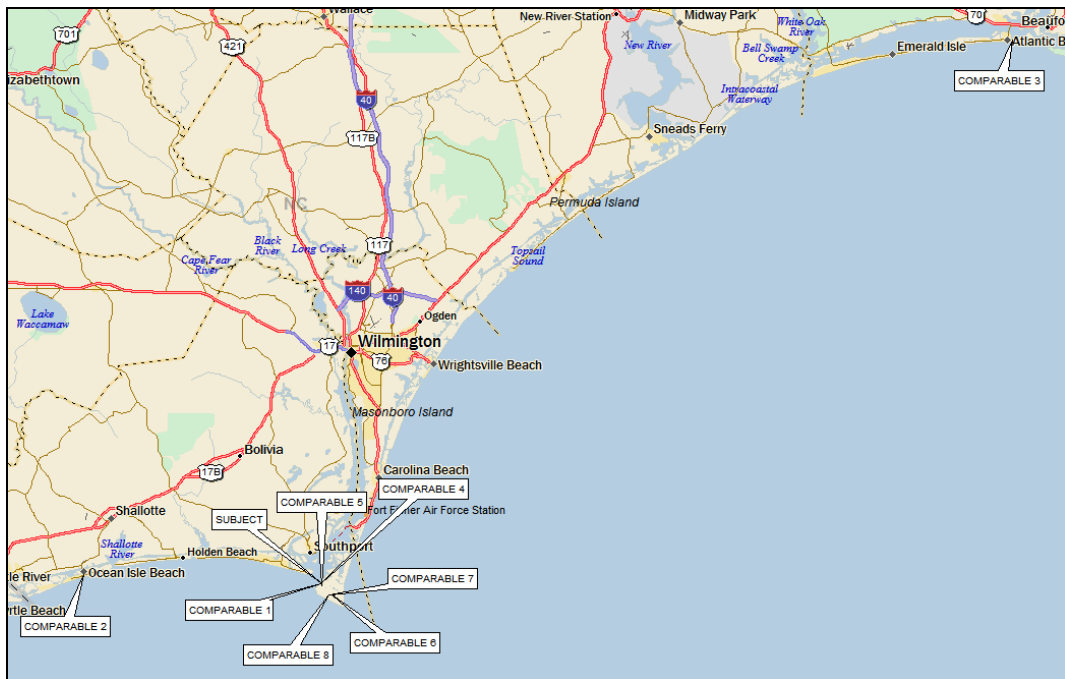 Wallace
New River Station
Midway Park
White Oak
River
70
Beaufo
701
421
New River
Bell Swamp
Creek
Emerald Isle
Atlantic B
lizabethtown
COMPARABLE 3
40
Intracoastal
Waterway
117B
Sneads Ferry
NC
Permuda Island
Black
River
Long Creek
117
Topsail
Sound
Cape Fear
River
140
40
Lake
Waccamaw
Ogden
17
Wilmington
76
Wrightsville Beach
Masonboro Island
Bolivia
17B
Carolina Beach
COMPARABLE 4
COMPARABLE 5
Shallotte
SUBJECT
Fort Fisher Air Force Station
Shallotte
River
Holden Beach
Southport
tle River
Ocean Isle Beach
COMPARABLE 7
yrtle Beach
COMPARABLE 1
COMPARABLE 2
COMPARABLE 8
COMPARABLE 6